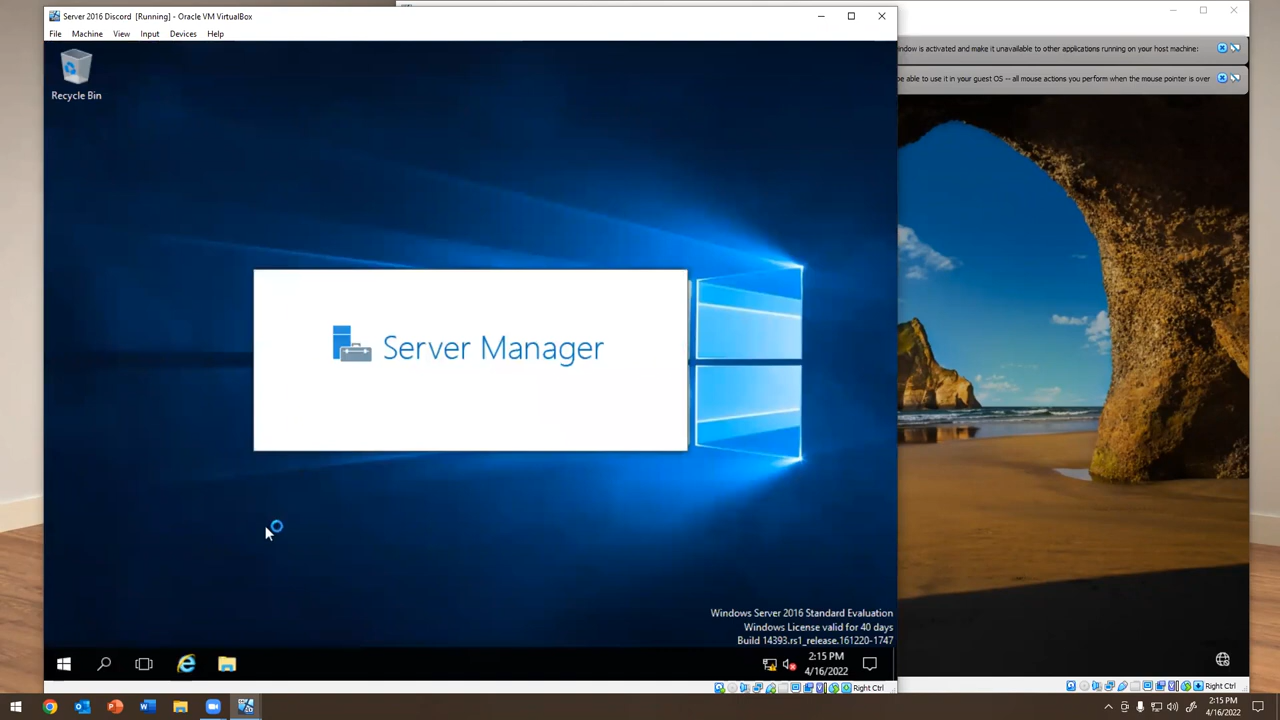 Server 2016 Discord [Running] - Oracle VM VirtualBox
File Machine View Input Devices Help
indow is activated and make it unavailable to other applications running on your host machine:
be able to use it in your guest OS -- all mouse actions you perform when the mouse pointer is over
Recycle Bin
Server Manager
Windows Server 2016 Standard Evaluation
Windows License valid for 40 days
Build 14393.rs1_release.161220-1747
2:15 PM
4/16/2022
Right Ctrl
Right Ctrl
2:15 PM
4/16/2022